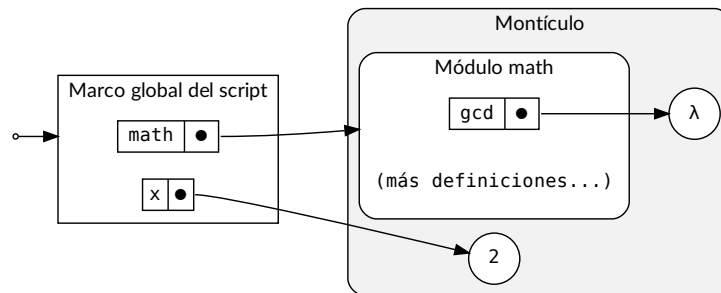 Montículo
Marco global del script
Módulo math
math
gcd
λ
x
(más definiciones...)
2